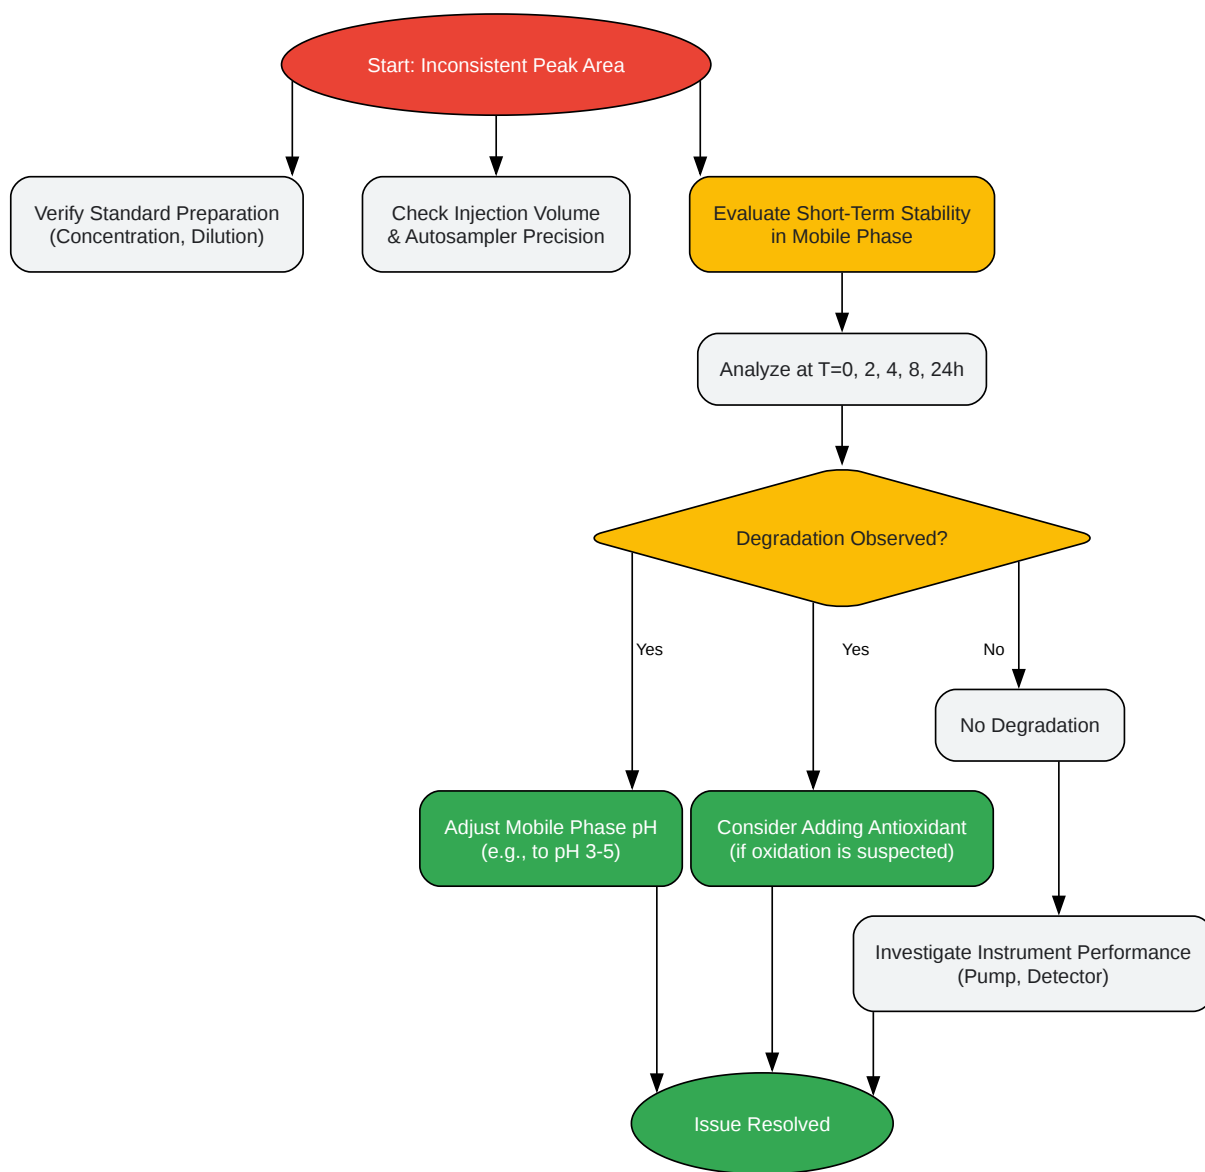 Start: Inconsistent Peak Area
Verify Standard Preparation
(Concentration, Dilution)
Check Injection Volume
& Autosampler Precision
Evaluate Short-Term Stability
in Mobile Phase
Analyze at T=0, 2, 4, 8, 24h
Degradation Observed?
Yes
Yes
No
No Degradation
Adjust Mobile Phase pH
(e.g., to pH 3-5)
Consider Adding Antioxidant
(if oxidation is suspected)
Investigate Instrument Performance
(Pump, Detector)
Issue Resolved